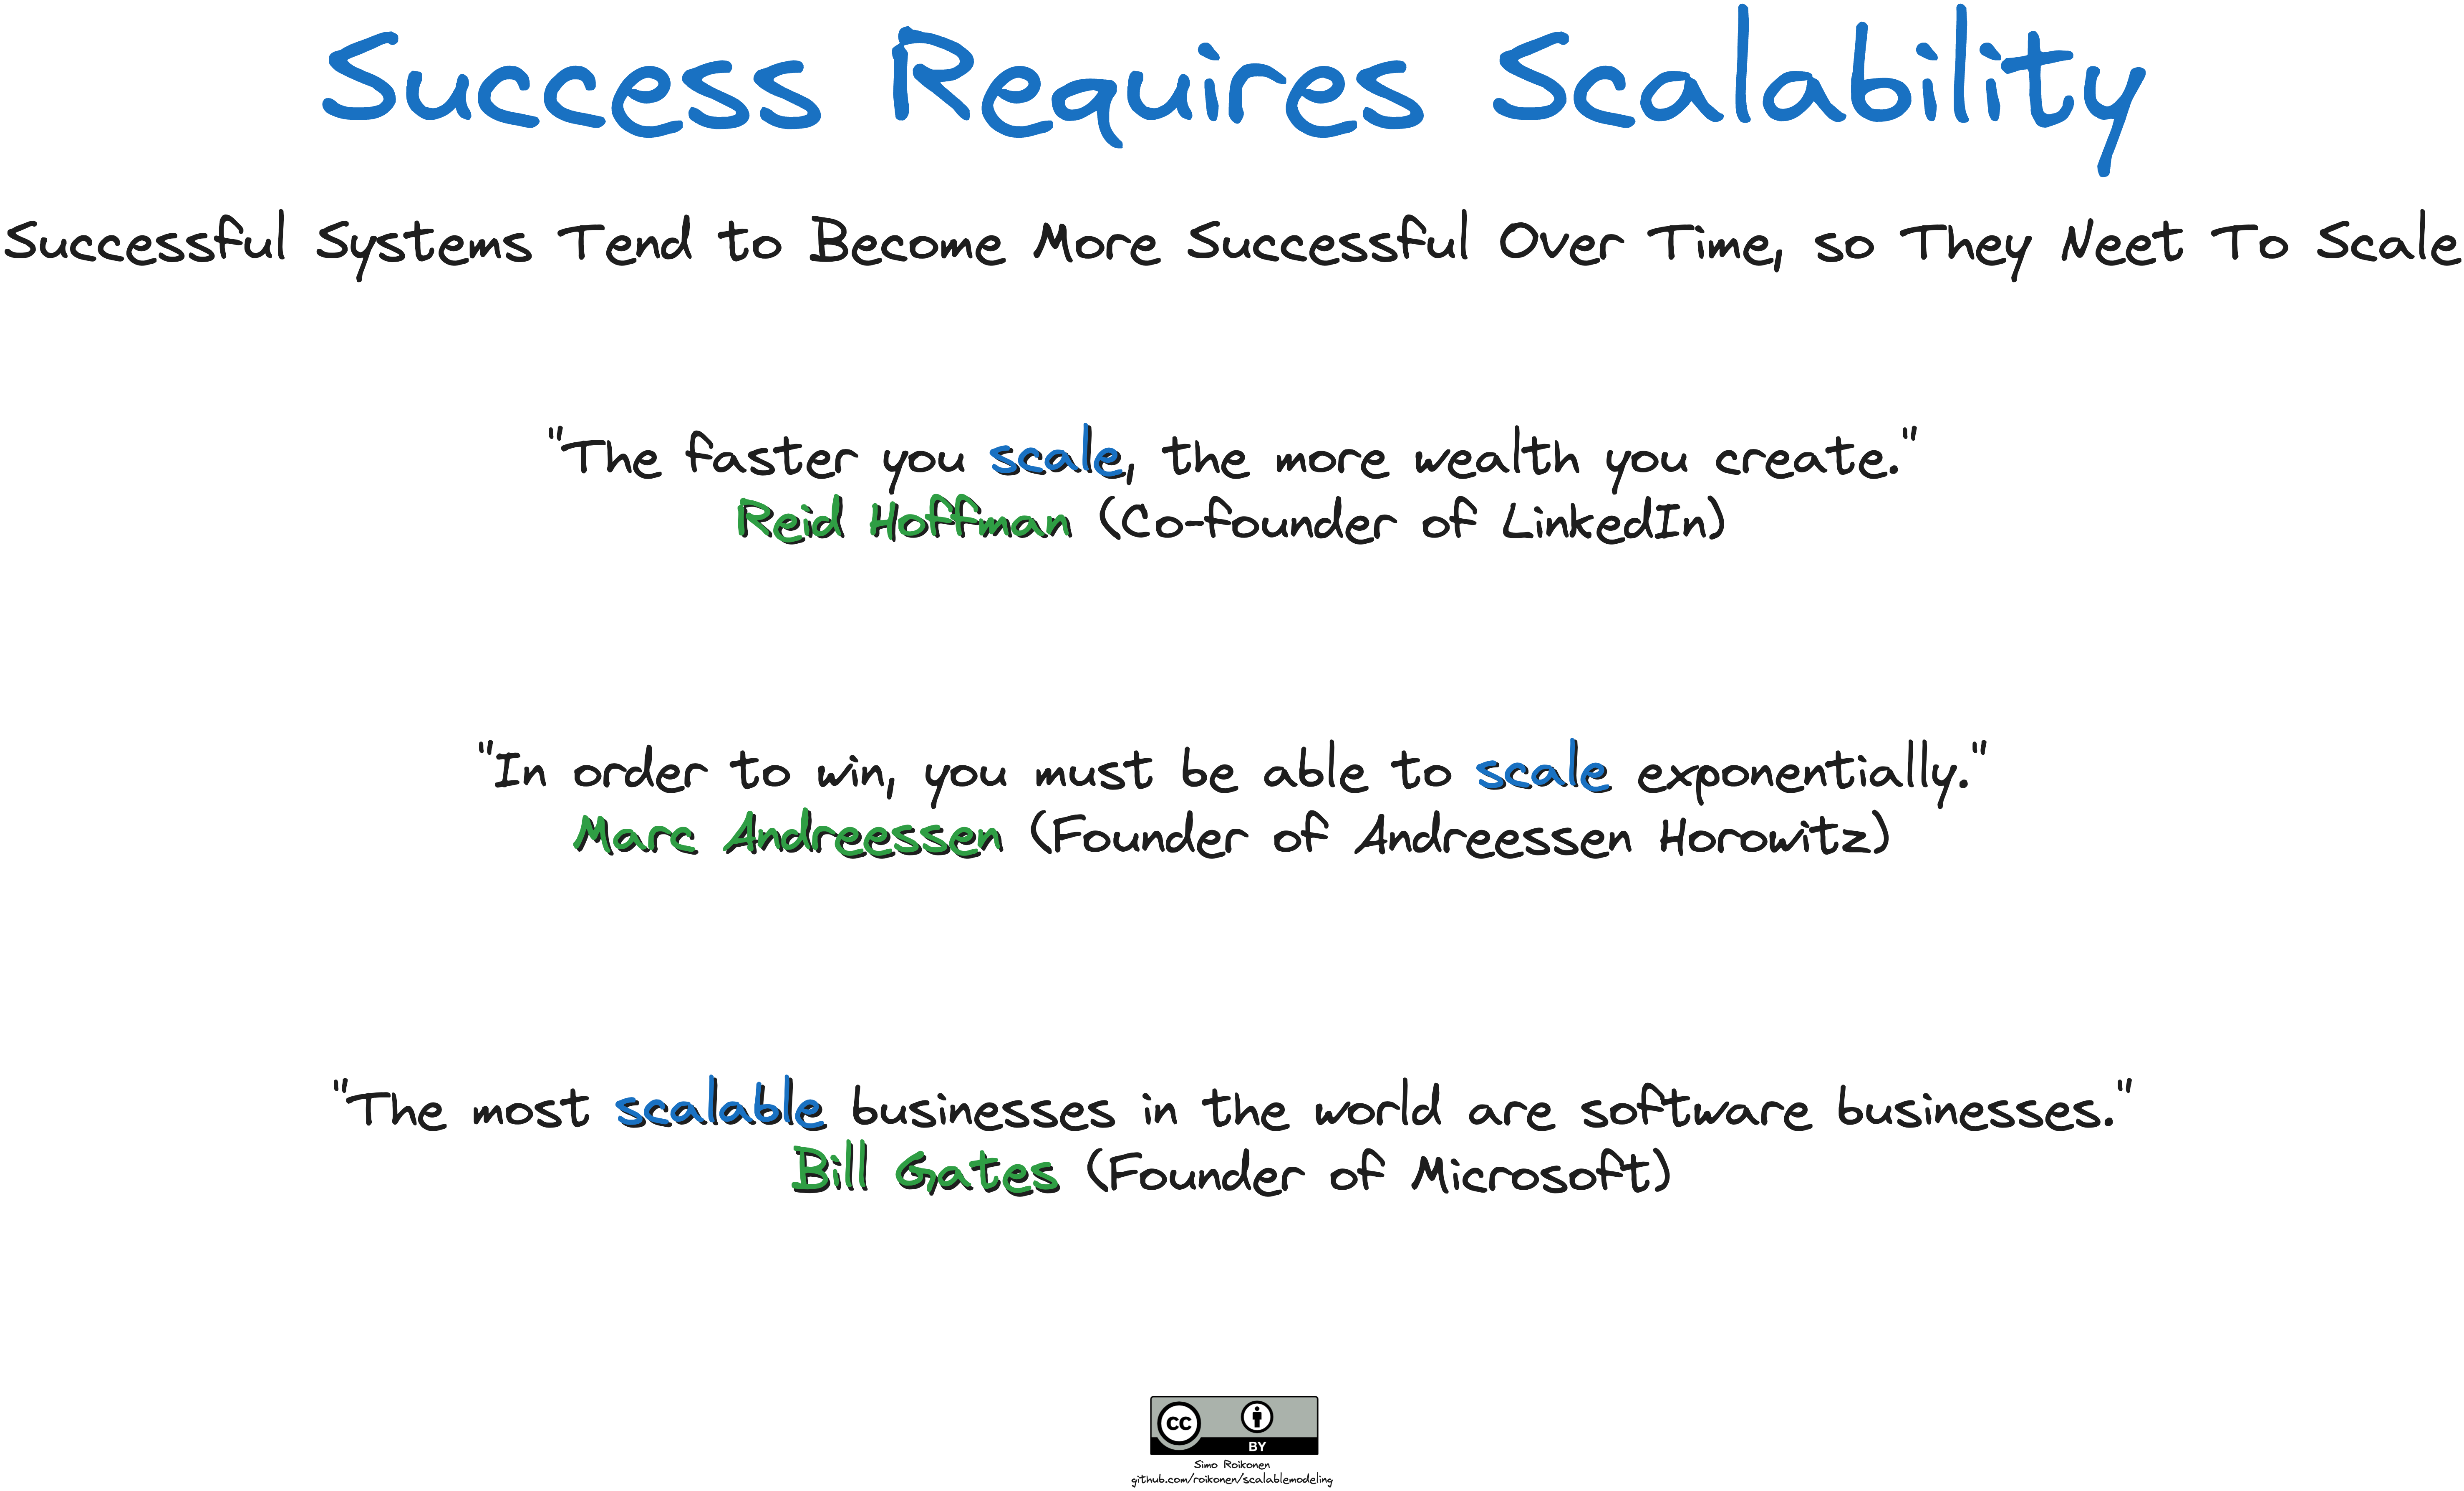 Success Requires Scalability
Successful Systems Tend to Become More Successful Over Time, so They Neet To Scale
"The faster you scale, the more wealth you create."
Reid Hoffman (Co-founder of LinkedIn)
"In order to win, you must be able to scale exponentially."
Marc Andreessen (Founder of Andreessen Horowitz)
"The most scalable businesses in the world are software businesses."
Bill Gates (Founder of Microsoft)
CC BY
Simo Roikonen
github.com/roikonen/scalablemodeling